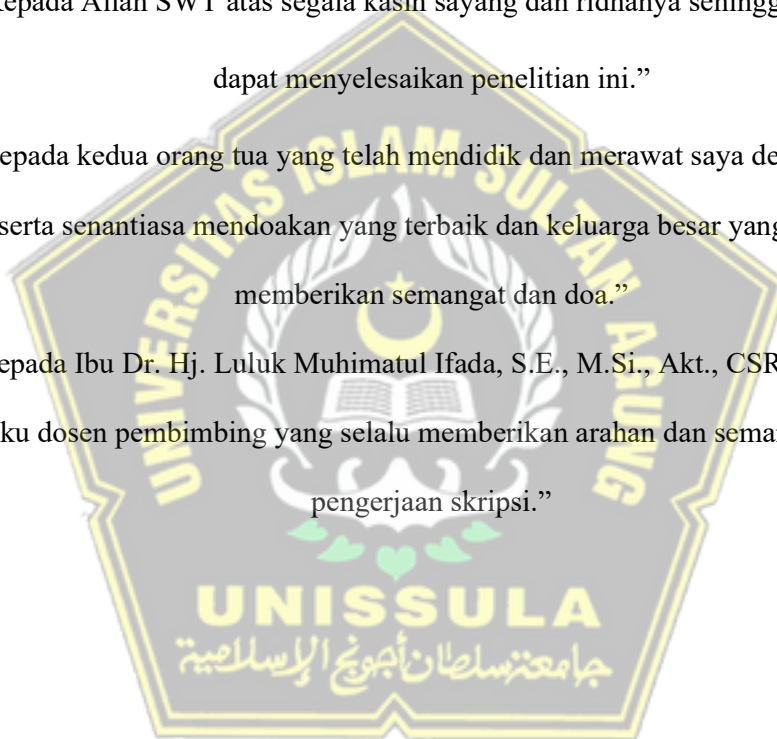 kepada Allah SWT atas segala kasih sayang dan ridhanya
dapat menyelesaikan penelitian ini.”
epada kedua orang tua yang telah mendidik dan merawat saya de
serta senantiasa mendoakan yang terbaik dan keluarga besar yang
memberikan semangat dan doa.”
epada Ibu Dr. Hj. Luluk Muhimatul Ifada, S.E., M.Si., Akt., CSR
ku dosen pembimbing yang selalu memberikan arahan dan sema
pengerjaan skripsi.”
UNIVERSITAS ISLAM SULTAN AGUNG
UNISSULA
جامعة سلطان أجونج الإسلامية